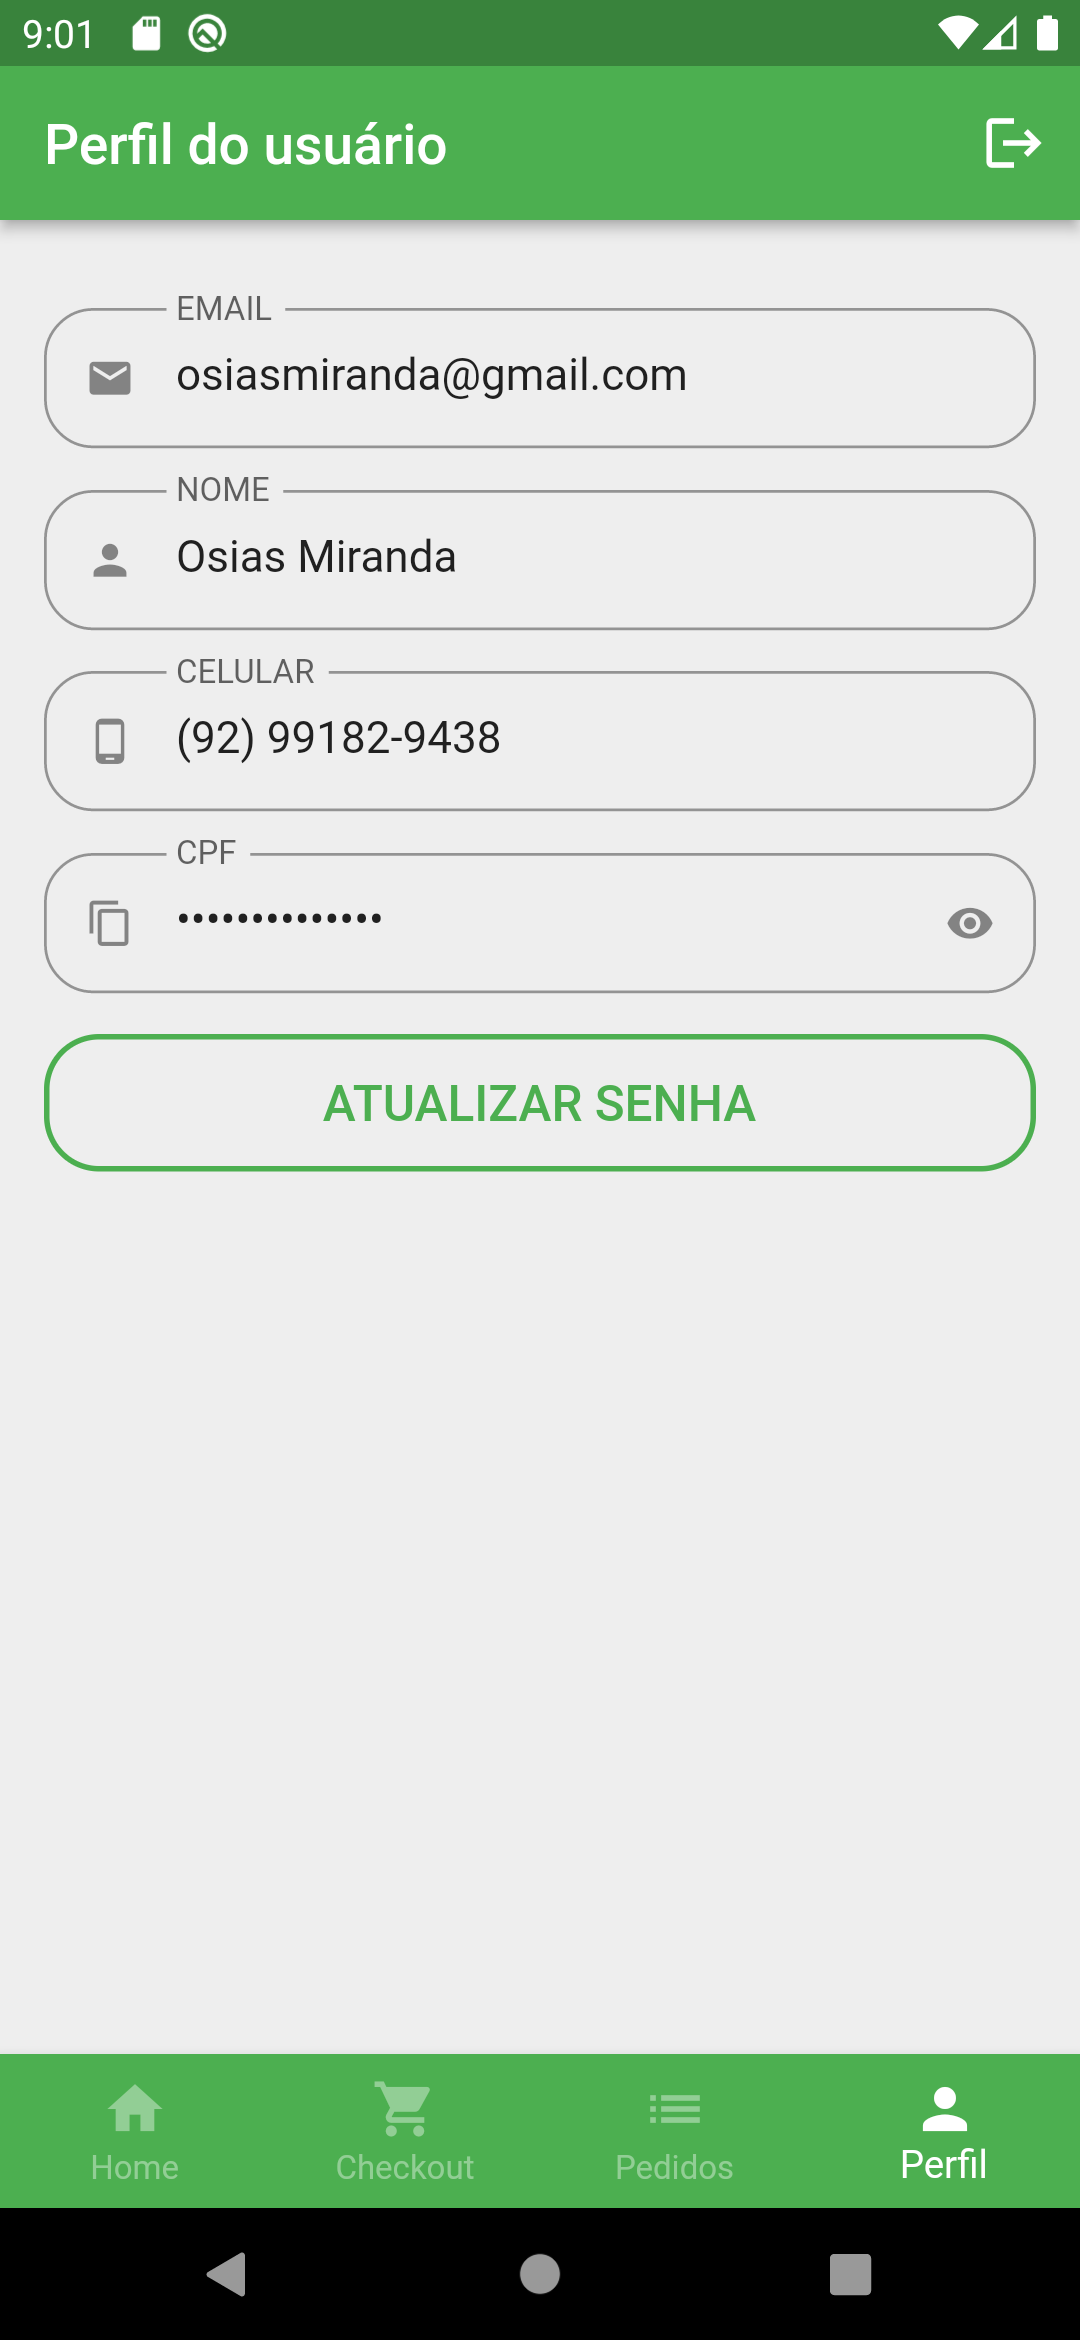 9:01
Perfil do usuário
EMAIL
osiasmiranda@gmail.com
NOME
Osias Miranda
CELULAR
(92) 99182-9438
CPF
••••••••••••••
ATUALIZAR SENHA
Home
Checkout
Pedidos
Perfil